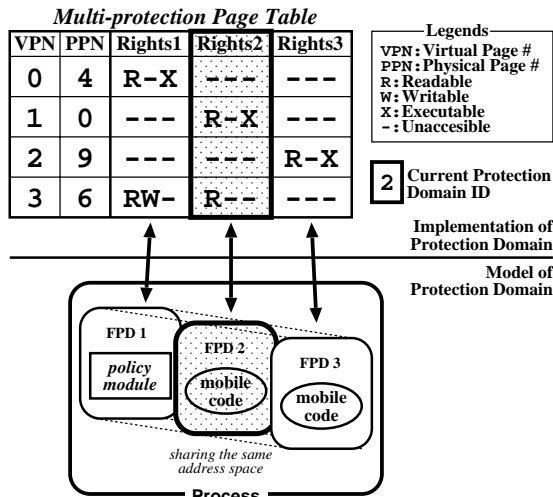 Multi-protection Page Table
VPN PPN Rights1 Rights2 Rights3
0 4 R-X --- ---
1 0 --- R-X ---
2 9 --- --- R-X
3 6 RW- R-- ---
Legends
VPN: Virtual Page #
PPN: Physical Page #
R: Readable
W: Writable
X: Executable
-: Unaccesible
2 Current Protection
Domain ID
Implementation of
Protection Domain
Model of
Protection Domain
FPD 1
policy
module
FPD 2
mobile
code
FPD 3
mobile
code
sharing the same
address space
Process